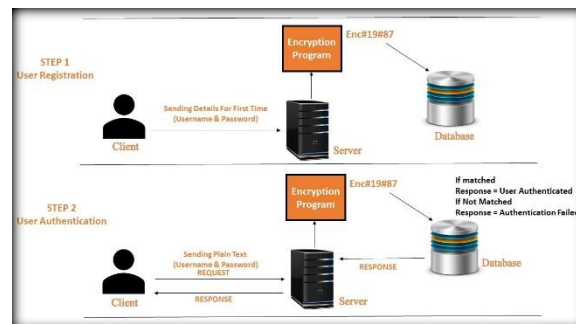 Enc#19#87
Encryption
Program
STEP 1
User Registration
Sending Details For First Time
(Username & Password)
Client
Server
Database
Enc#19#87
Encryption
Program
If matched
Response = User Authenticated
If Not Matched
Response = Authentication Failed
STEP 2
User Authentication
Sending Plain Text
(Username & Password)
REQUEST
RESPONSE
RESPONSE
Client
Server
Database